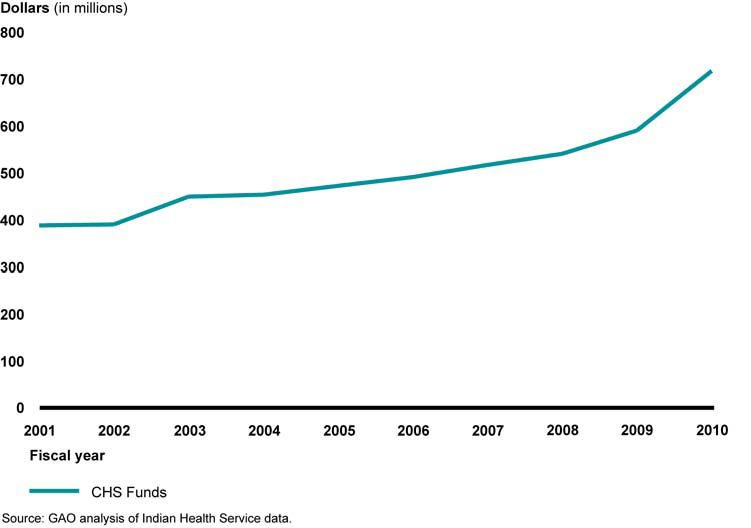 Dollars (in millions)
800
700
600
500
400
300
200
100
0
2001 2002 2003 2004 2005 2006 2007 2008 2009 2010
Fiscal year
CHS Funds
Source: GAO analysis of Indian Health Service data.